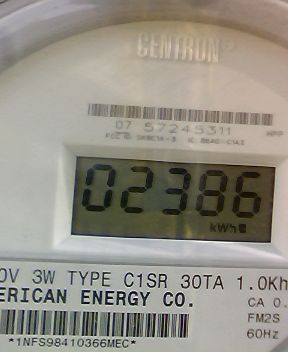 CENTRON®
07 57245311
HPP
02386
kWh
0V 3W TYPE C1SR 30TA 1.0Kh
ERICAN ENERGY CO.
CA 0.
FM2S
60Hz
*1NFS98410366MEC*